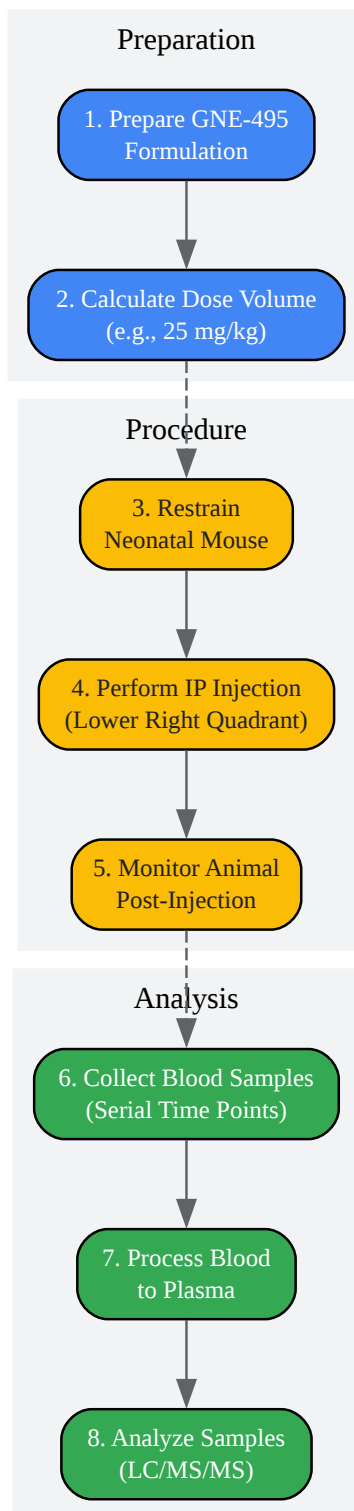 Preparation
1. Prepare GNE-495
Formulation
2. Calculate Dose Volume
(e.g., 25 mg/kg)
Procedure
3. Restrain
Neonatal Mouse
4. Perform IP Injection
(Lower Right Quadrant)
5. Monitor Animal
Post-Injection
Analysis
6. Collect Blood Samples
(Serial Time Points)
7. Process Blood
to Plasma
8. Analyze Samples
(LC/MS/MS)